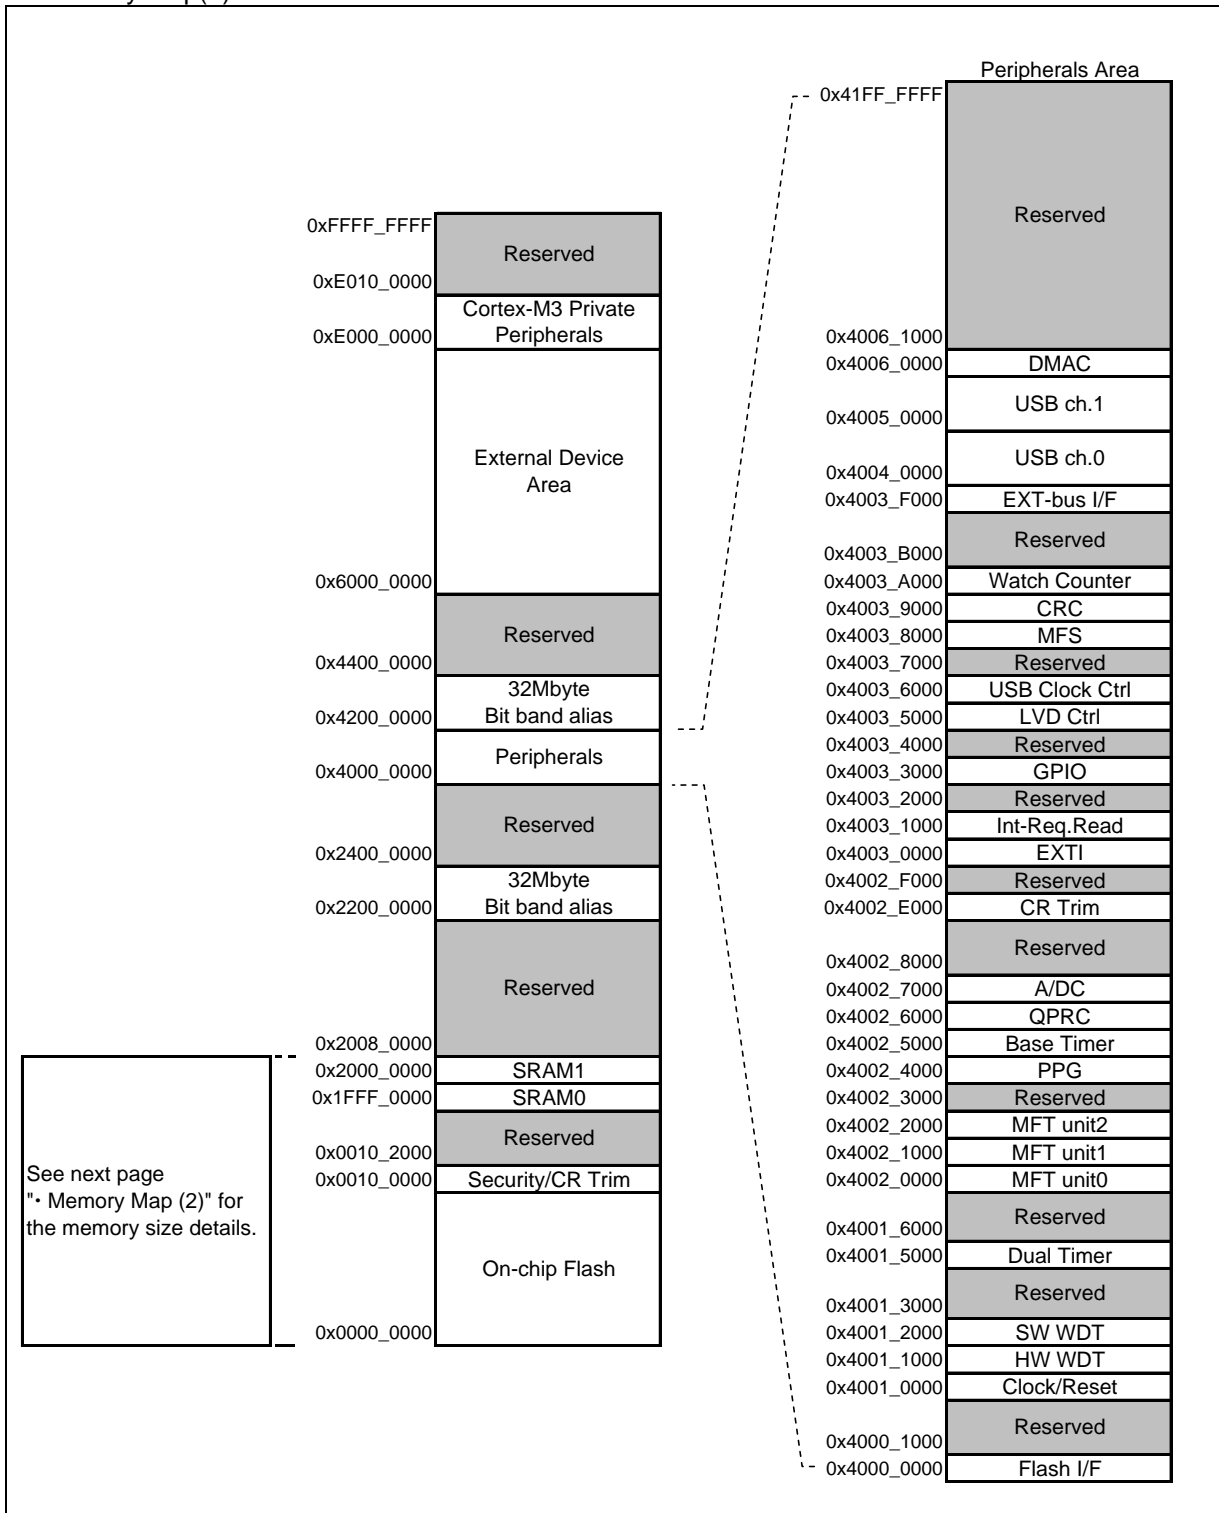 Peripherals Area
0x41FF_FFFF
Reserved
0x4006_1000
0x4006_0000 DMAC
USB ch.1
0x4005_0000
USB ch.0
0x4004_0000
0x4003_F000 EXT-bus I/F
Reserved
0x4003_B000
0x4003_A000 Watch Counter
0x4003_9000 CRC
0x4003_8000 MFS
0x4003_7000 Reserved
0x4003_6000 USB Clock Ctrl
0x4003_5000 LVD Ctrl
0x4003_4000 Reserved
0x4003_3000 GPIO
0x4003_2000 Reserved
0x4003_1000 Int-Req.Read
0x4003_0000 EXTI
0x4002_F000 Reserved
0x4002_E000 CR Trim
Reserved
0x4002_8000
0x4002_7000 A/DC
0x4002_6000 QPRC
0x4002_5000 Base Timer
0x4002_4000 PPG
0x4002_3000 Reserved
0x4002_2000 MFT unit2
0x4002_1000 MFT unit1
0x4002_0000 MFT unit0
Reserved
0x4001_6000
0x4001_5000 Dual Timer
Reserved
0x4001_3000
0x4001_2000 SW WDT
0x4001_1000 HW WDT
0x4001_0000 Clock/Reset
Reserved
0x4000_1000
0x4000_0000 Flash I/F
0xFFFF_FFFF
Reserved
0xE010_0000
Cortex-M3 Private
0xE000_0000 Peripherals
External Device
Area
0x6000_0000
Reserved
0x4400_0000
32Mbyte
0x4200_0000 Bit band alias
Peripherals
0x4000_0000
Reserved
0x2400_0000
32Mbyte
0x2200_0000 Bit band alias
Reserved
0x2008_0000
0x2000_0000 SRAM1
0x1FFF_0000 SRAM0
Reserved
0x0010_2000
0x0010_0000 Security/CR Trim
On-chip Flash
0x0000_0000
See next page
"・Memory Map (2)" for
the memory size details.